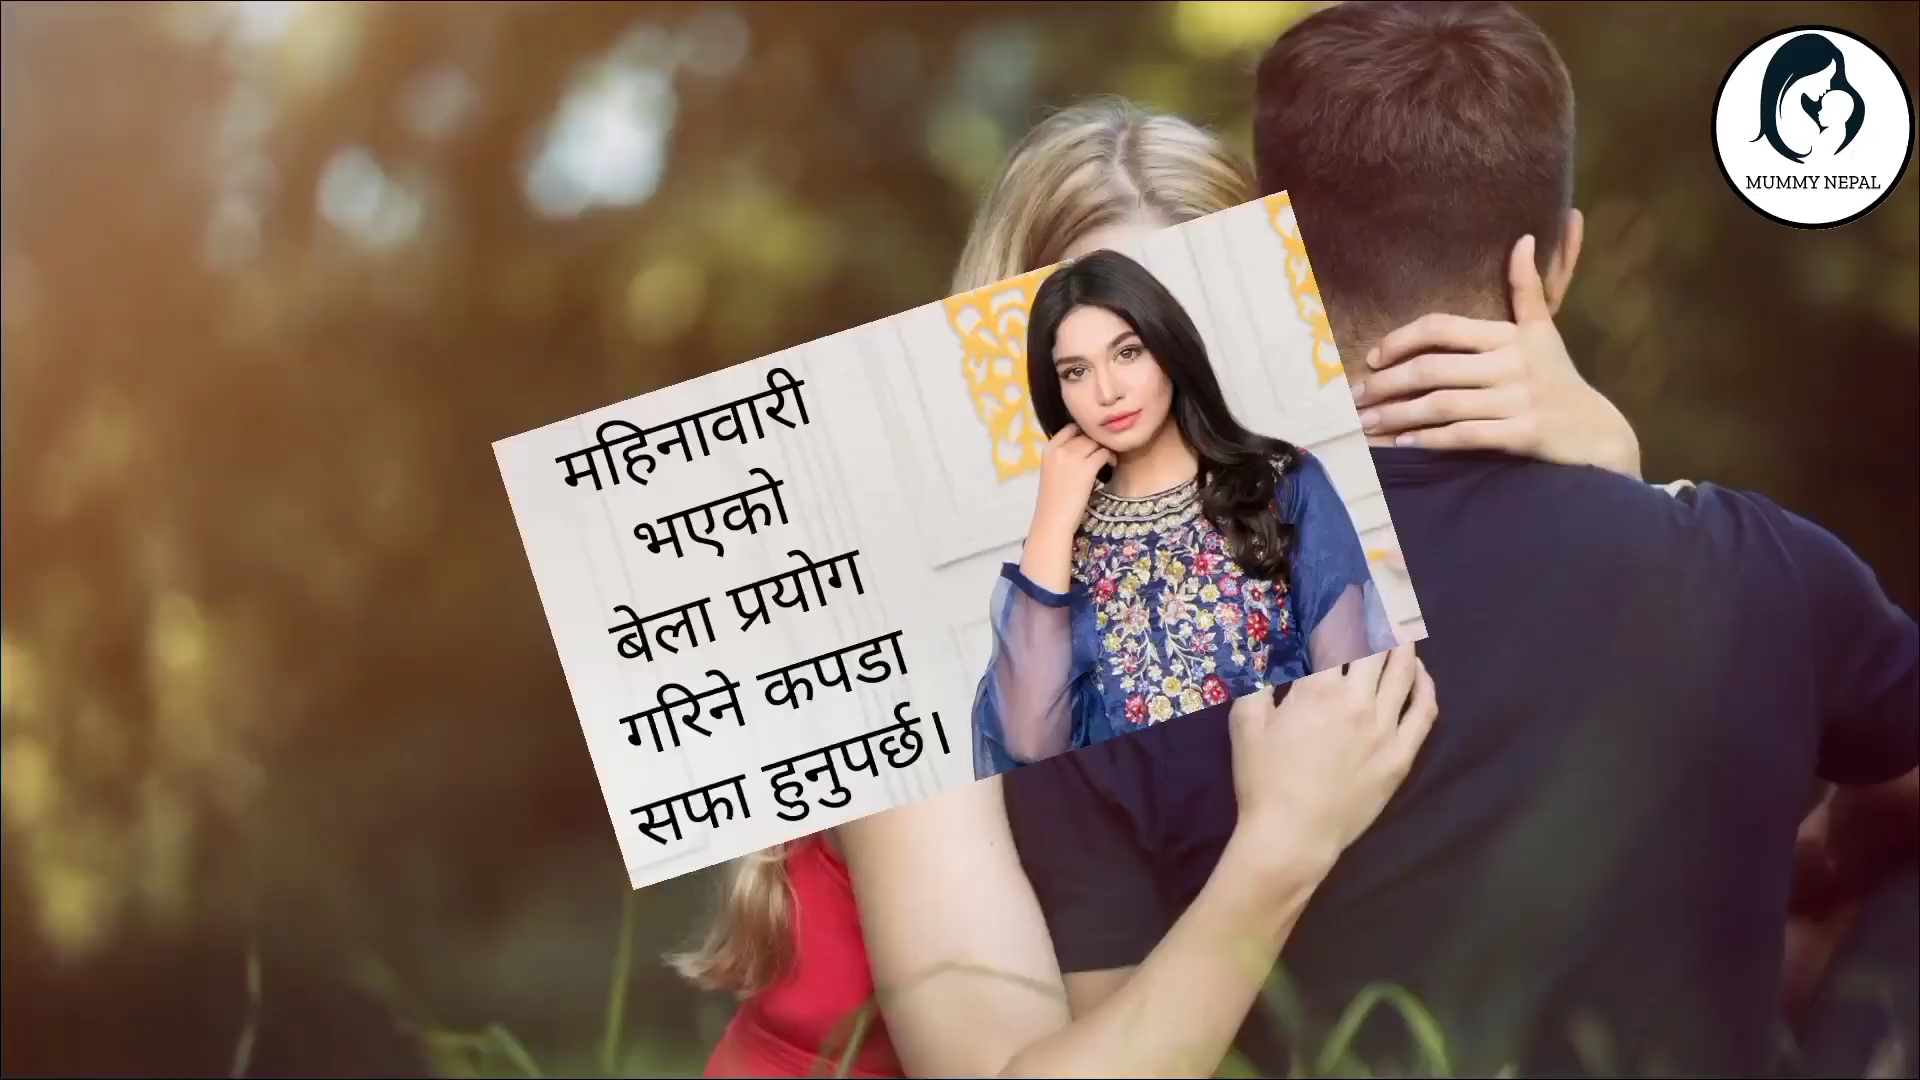 महिनावारी
भएको
बेला प्रयोग
गरिने कपडा
सफा हुनुपर्छ।
MUMMY NEPAL